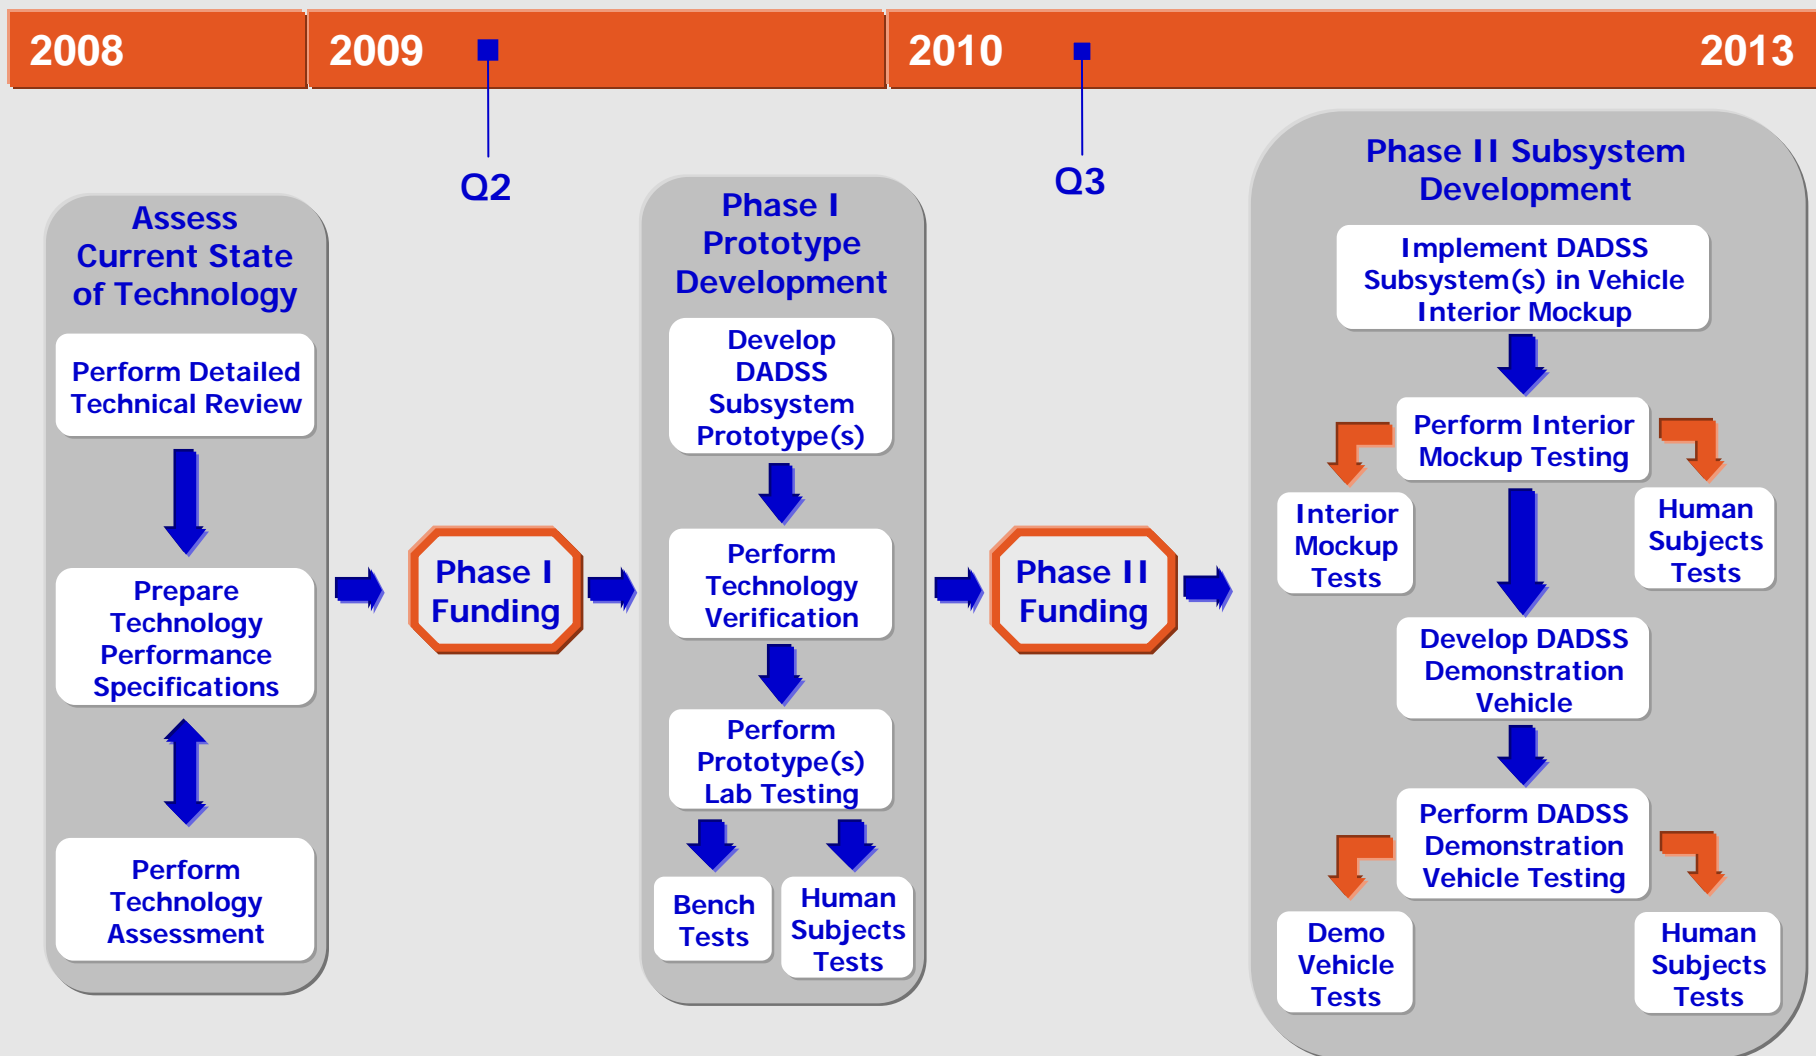 2008
2009
2010
2013
Q2
Q3
Assess
Current State
of Technology
Perform Detailed
Technical Review
Prepare
Technology
Performance
Specifications
Perform
Technology
Assessment
Phase I
Funding
Phase I
Prototype
Development
Develop
DADSS
Subsystem
Prototype(s)
Perform
Technology
Verification
Perform
Prototype(s)
Lab Testing
Bench
Tests
Human
Subjects
Tests
Phase II
Funding
Phase II Subsystem
Development
Implement DADSS
Subsystem(s) in Vehicle
Interior Mockup
Perform Interior
Mockup Testing
Interior
Mockup
Tests
Human
Subjects
Tests
Develop DADSS
Demonstration
Vehicle
Perform DADSS
Demonstration
Vehicle Testing
Demo
Vehicle
Tests
Human
Subjects
Tests